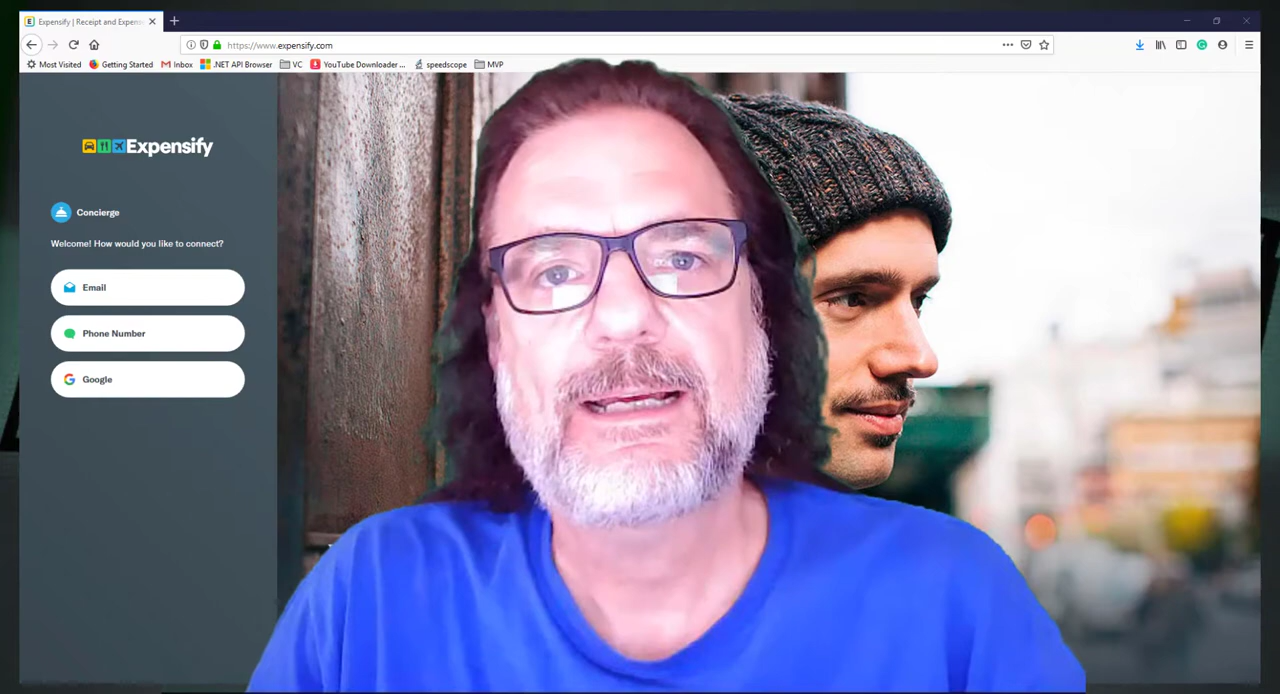 Expensify | Receipt and Expens
https://www.expensify.com
Most Visited Getting Started Inbox .NET API Browser VC YouTube Downloader ... speedscope MVP
Expensify
Concierge
Welcome! How would you like to connect?
Email
Phone Number
Google